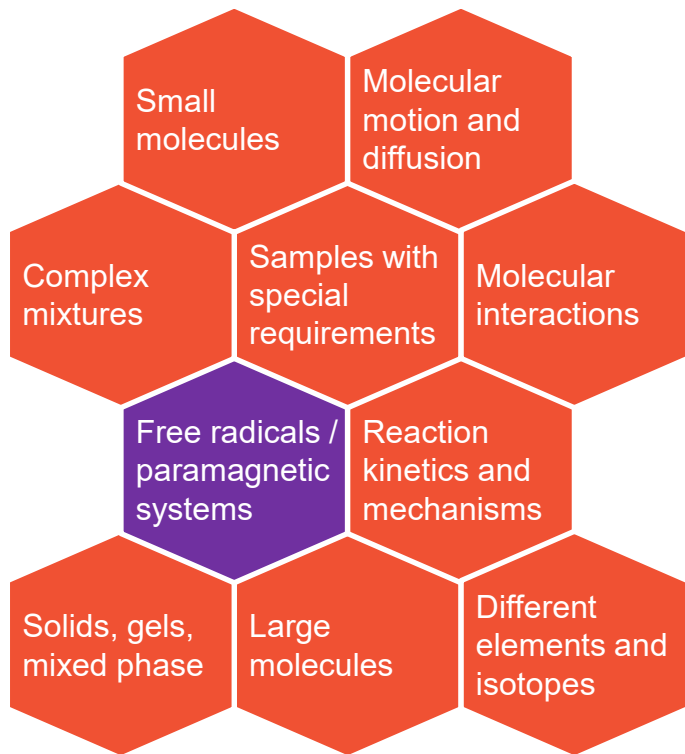 Small
molecules
Molecular
motion and
diffusion
Complex
mixtures
Samples with
special
requirements
Molecular
interactions
Free radicals /
paramagnetic
systems
Reaction
kinetics and
mechanisms
Solids, gels,
mixed phase
Large
molecules
Different
elements and
isotopes